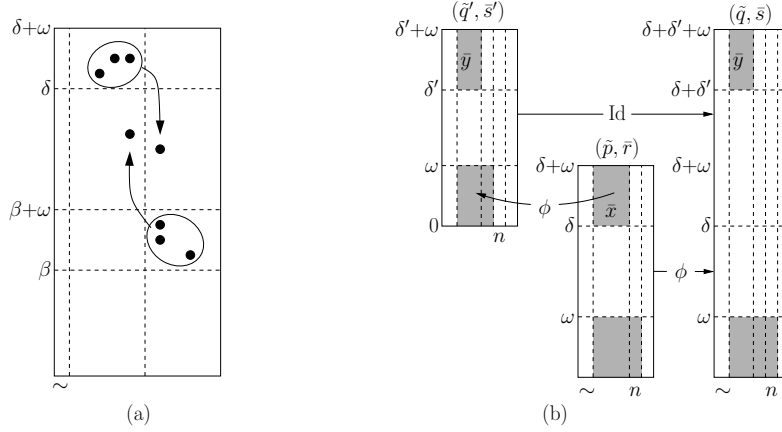 δ+ω
δ
β+ω
β
∼
(a)
(q̃′, s̄′)
δ′+ω
ȳ
δ′
ω
0
n
Id
ϕ
(p̃, r̄)
δ+ω
x̄
δ
ω
∼
n
ϕ
(q̃, s̄)
δ+δ′+ω
ȳ
δ+δ′
δ+ω
δ
ω
∼
n
(b)